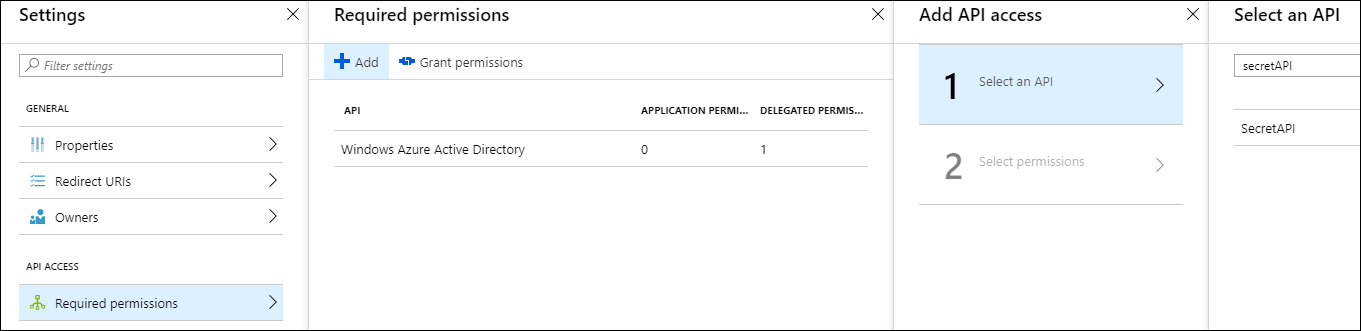 Settings
Filter settings
GENERAL
Properties
Redirect URIs
Owners
API ACCESS
Required permissions
Required permissions
Add Grant permissions
API APPLICATION PERMI... DELEGATED PERMISS...
Windows Azure Active Directory 0 1
Add API access
1 Select an API
2 Select permissions
Select an API
secretAPI
SecretAPI